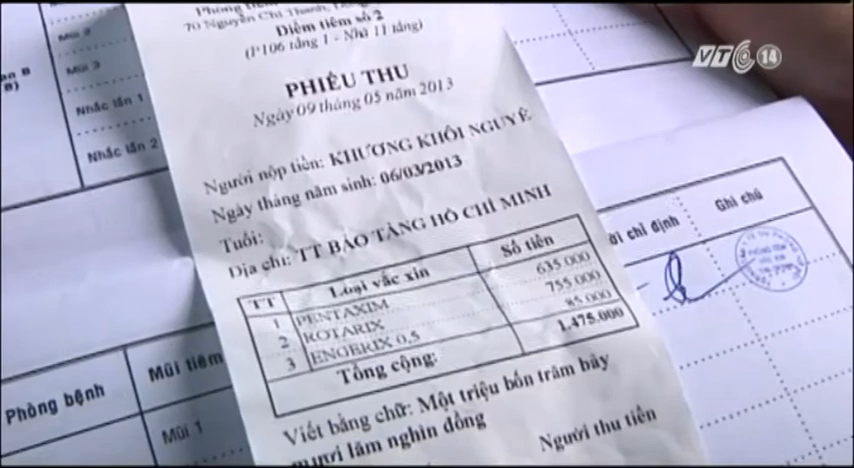 VTC 14
70 Nguyễn Chí Thanh,
Điểm tiêm số 2
(P106 tầng 1 - Nhà 11 tầng)
PHIẾU THU
Ngày 09 tháng 05 năm 2013
Người nộp tiền: KHƯƠNG KHÔI NGUYÊ
Ngày tháng năm sinh: 06/03/2013
Tuổi:
Địa chỉ: TT BẢO TÀNG HỒ CHÍ MINH
TT Loại vắc xin Số tiền
1 PENTAXIM 635.000
2 ROTARIX 755.000
3 ENGERIX 0,5 85.000
Tổng cộng: 1.475.000
Viết bằng chữ: Một triệu bốn trăm bảy
mươi lăm nghìn đồng
Người thu tiền
Mũi 2
Mũi 3
Nhắc lần 1
Nhắc lần 2
Phòng bệnh Mũi tiêm
Mũi 1
chỉ định Ghi chú